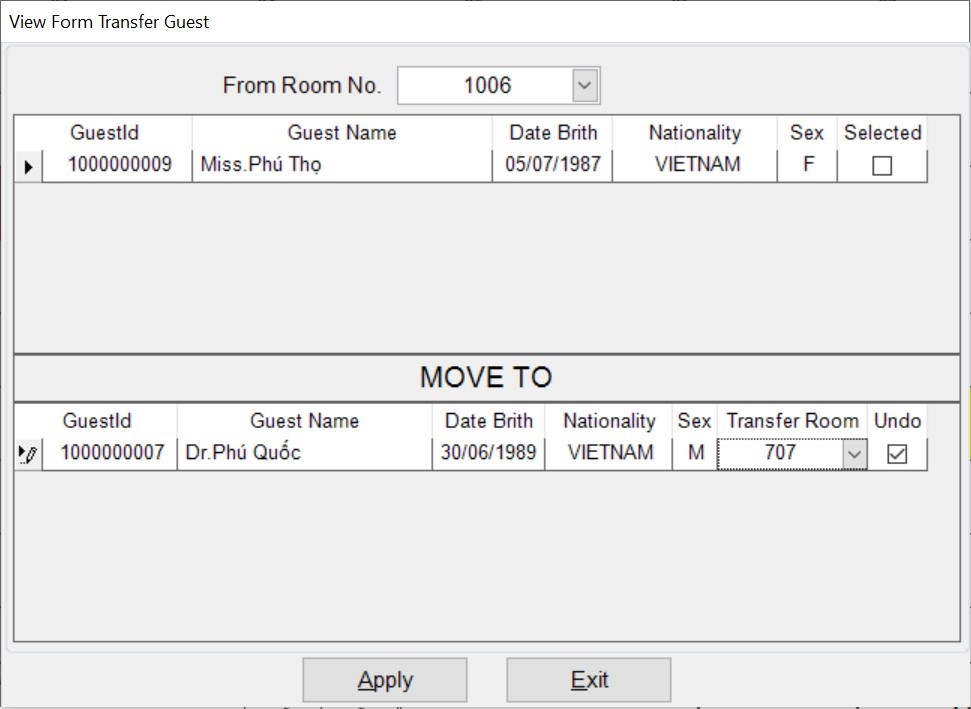 View Form Transfer Guest
From Room No. 1006
GuestId Guest Name Date Brith Nationality Sex Selected
1000000009 Miss.Phú Thọ 05/07/1987 VIETNAM F
MOVE TO
GuestId Guest Name Date Brith Nationality Sex Transfer Room Undo
1000000007 Dr.Phú Quốc 30/06/1989 VIETNAM M 707
Apply Exit